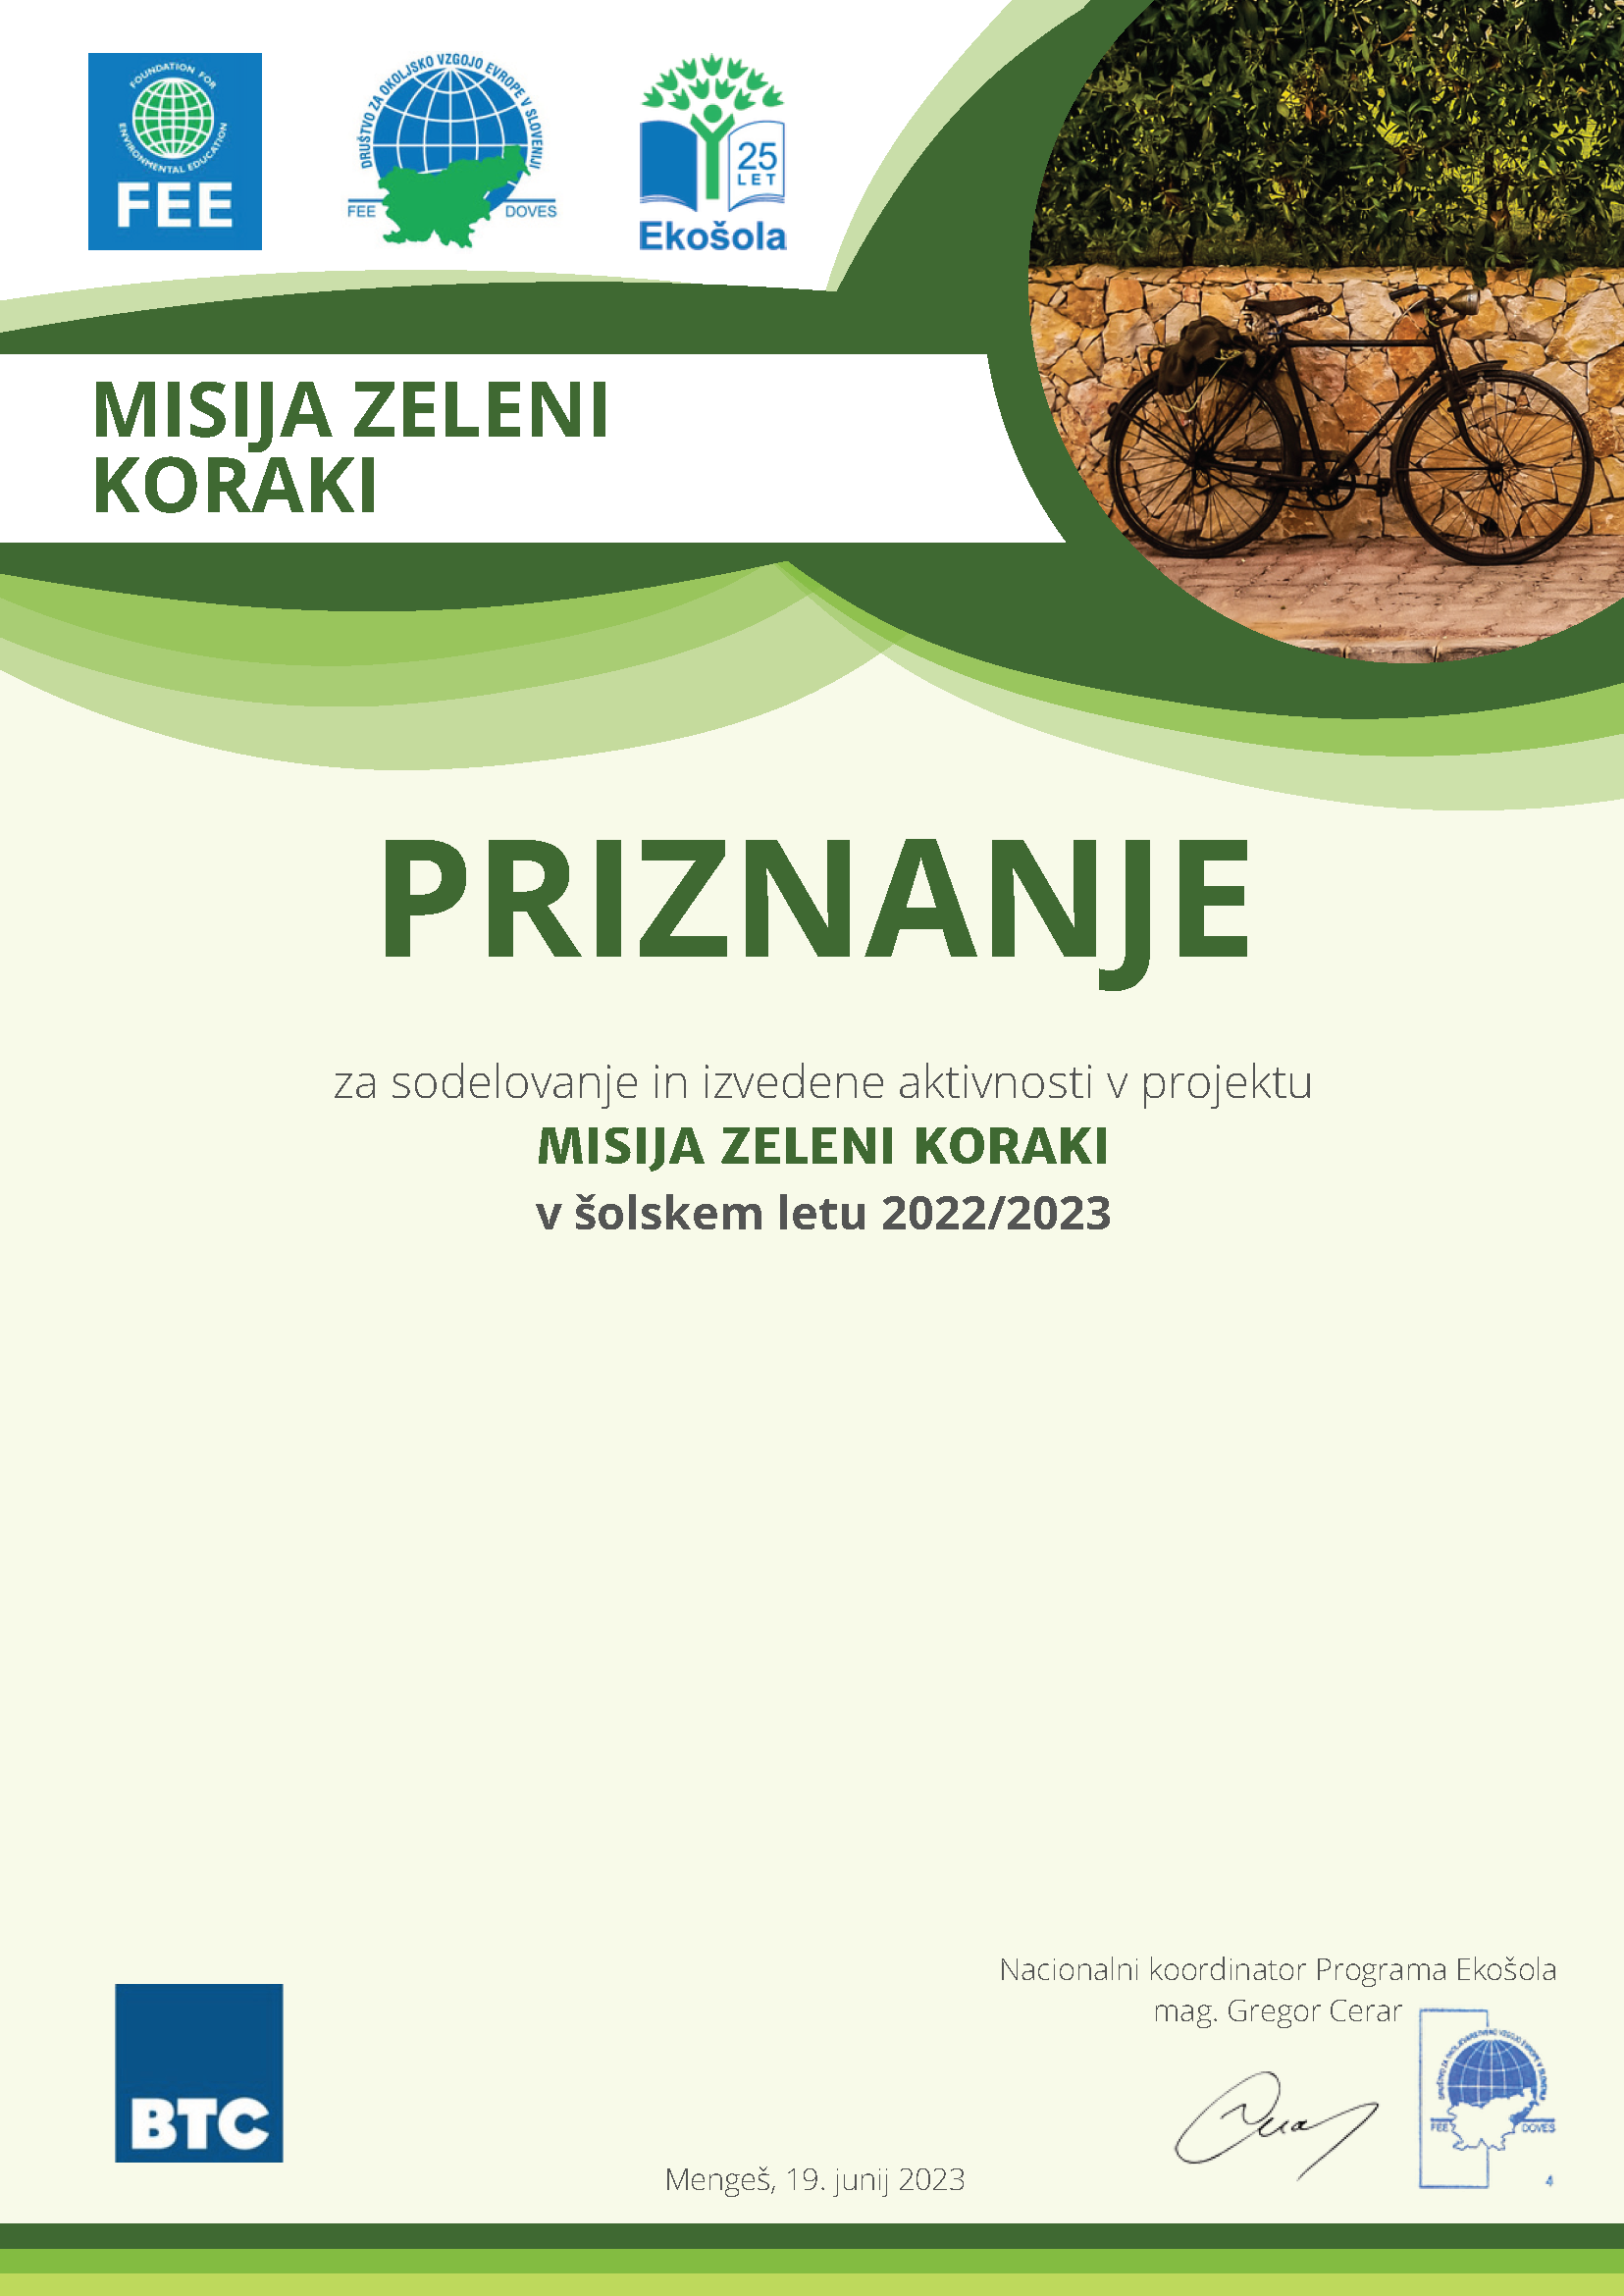 FOUNDATION FOR
ENVIRONMENTAL EDUCATION
FEE
DRUŠTVO ZA OKOLJSKO VZGOJO EVROPE V SLOVENIJI
FEE DOVES
25
LET
Ekošola
MISIJA ZELENI
KORAKI
PRIZNANJE
za sodelovanje in izvedene aktivnosti v projektu
MISIJA ZELENI KORAKI
v šolskem letu 2022/2023
Nacionalni koordinator Programa Ekošola
mag. Gregor Cerar
FEE DOVES
4
BTC
Mengeš, 19. junij 2023